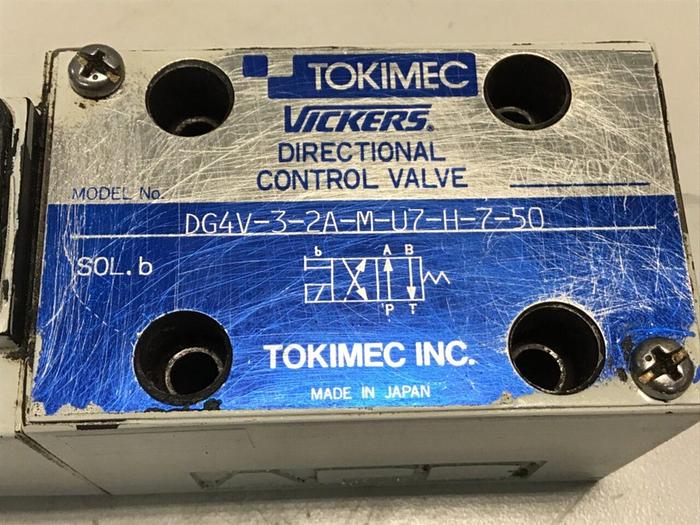 TOKIMEC
VICKERS®
DIRECTIONAL
CONTROL VALVE
MODEL No.
DG4V-3-2A-M-U7-H-7-50
SOL.b
b A B
P T
TOKIMEC INC.
MADE IN JAPAN